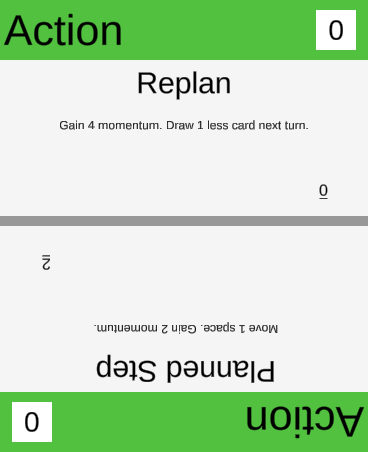 Action 0
Replan
Gain 4 momentum. Draw 1 less card next turn.
0
2
Move 1 space. Gain 2 momentum.
Planned Step
0 Action